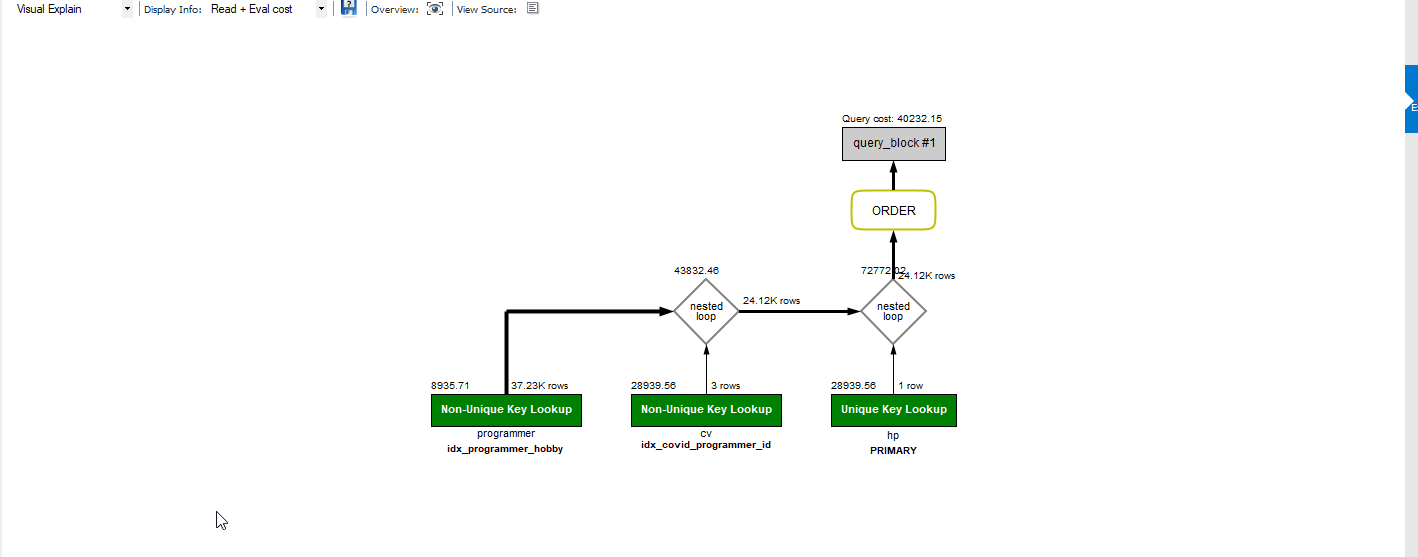 Visual Explain Display Info: Read + Eval cost Overview: View Source:
Query cost: 40232.15
query_block #1
ORDER
43832.46
72772.02
24.12K rows
24.12K rows
nested
loop
nested
loop
8935.71
37.23K rows
28939.56
3 rows
28939.56
1 row
Non-Unique Key Lookup
Non-Unique Key Lookup
Unique Key Lookup
programmer
cv
hp
idx_programmer_hobby
idx_covid_programmer_id
PRIMARY